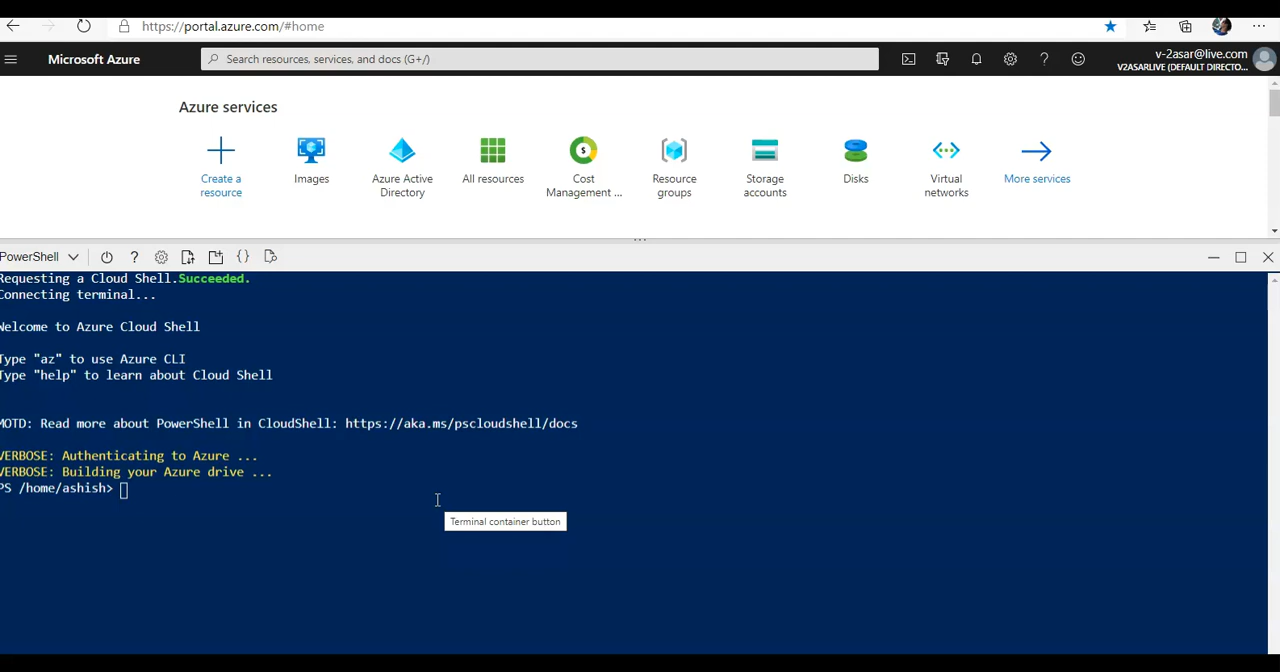 https://portal.azure.com/#home
Microsoft Azure
Search resources, services, and docs (G+/)
v-2asar@live.com
V2ASARLIVE (DEFAULT DIRECTO...
Azure services
Create a resource
Images
Azure Active Directory
All resources
Cost Management ...
Resource groups
Storage accounts
Disks
Virtual networks
More services
PowerShell
Requesting a Cloud Shell.Succeeded.
Connecting terminal...
Welcome to Azure Cloud Shell
Type "az" to use Azure CLI
Type "help" to learn about Cloud Shell
MOTD: Read more about PowerShell in CloudShell: https://aka.ms/pscloudshell/docs
VERBOSE: Authenticating to Azure ...
VERBOSE: Building your Azure drive ...
PS /home/ashish>
Terminal container button